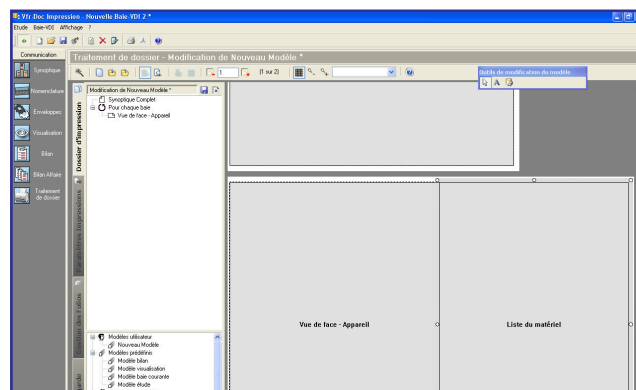 Vfr-Doc Impression - Nouvelle Baie-VDI 2 *
Etude Baie-VDI Affichage ?
Communication
Traitement de dossier - Modification de Nouveau Modèle *
Synoptique
1
(1 sur 2)
Outils de modification du modèle
A
Nomenclature
Modification de Nouveau Modèle *
Synoptique Complet
Pour chaque baie
Vue de face - Appareil
Enveloppes
Visualisation
Bilan
Bilan Affaire
Traitement
de dossier
Dossier d'impression
Paramètres Impressions
Gestion des Folios
Vue de face - Appareil
Liste du matériel
Modèles utilisateur
Nouveau Modèle
Modèles prédéfinis
Modèle bilan
Modèle visualisation
Modèle baie courante
Modèle étude